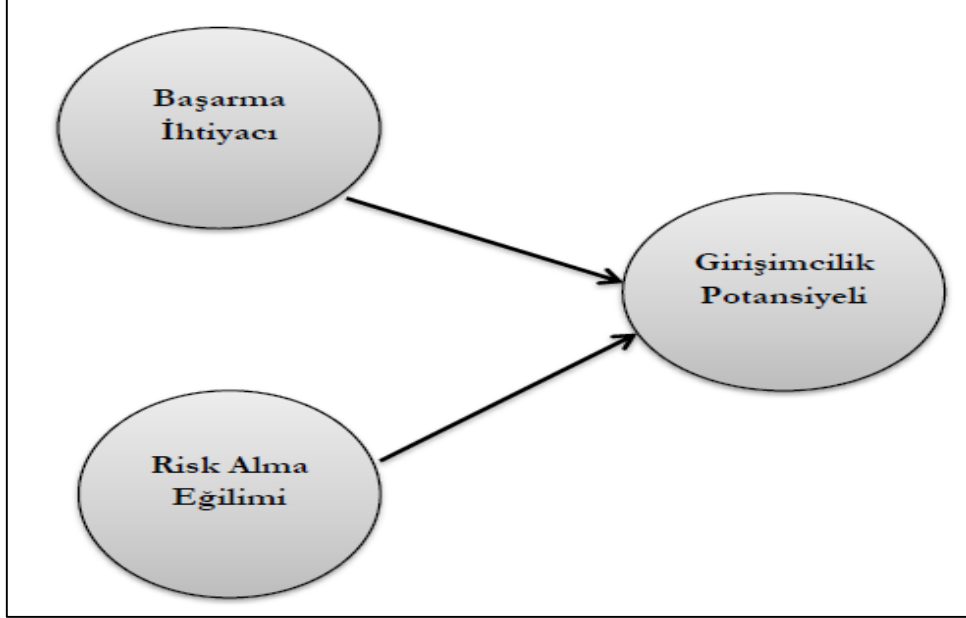 Başarma
İhtiyacı
Girişimcilik
Potansiyeli
Risk Alma
Eğilimi